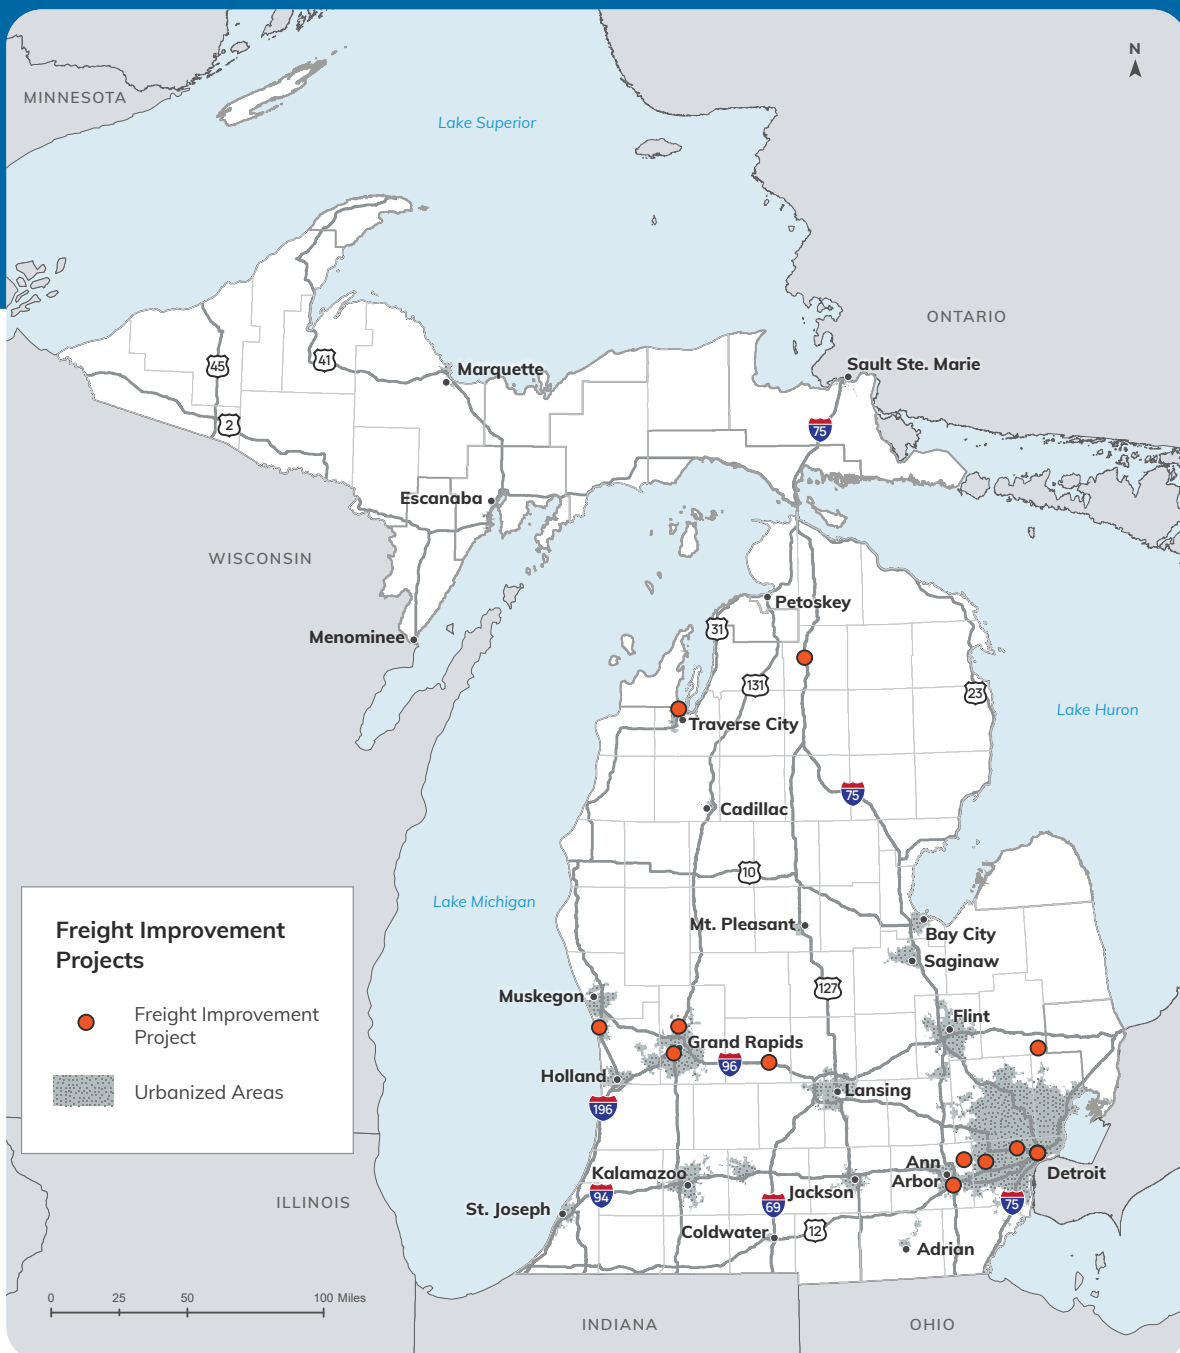 N
MINNESOTA
Lake Superior
ONTARIO
Sault Ste. Marie
45
41
Marquette
2
75
Escanaba
WISCONSIN
Petoskey
31
Menominee
131
23
Lake Huron
Traverse City
75
Cadillac
10
Lake Michigan
Mt. Pleasant
Bay City
Saginaw
127
Muskegon
Flint
Grand Rapids
96
Holland
Lansing
196
Ann
Arbor
Detroit
Kalamazoo
94
Jackson
69
75
St. Joseph
Coldwater
12
Adrian
Freight Improvement
Projects
Freight Improvement
Project
Urbanized Areas
ILLINOIS
0 25 50 100 Miles
INDIANA
OHIO